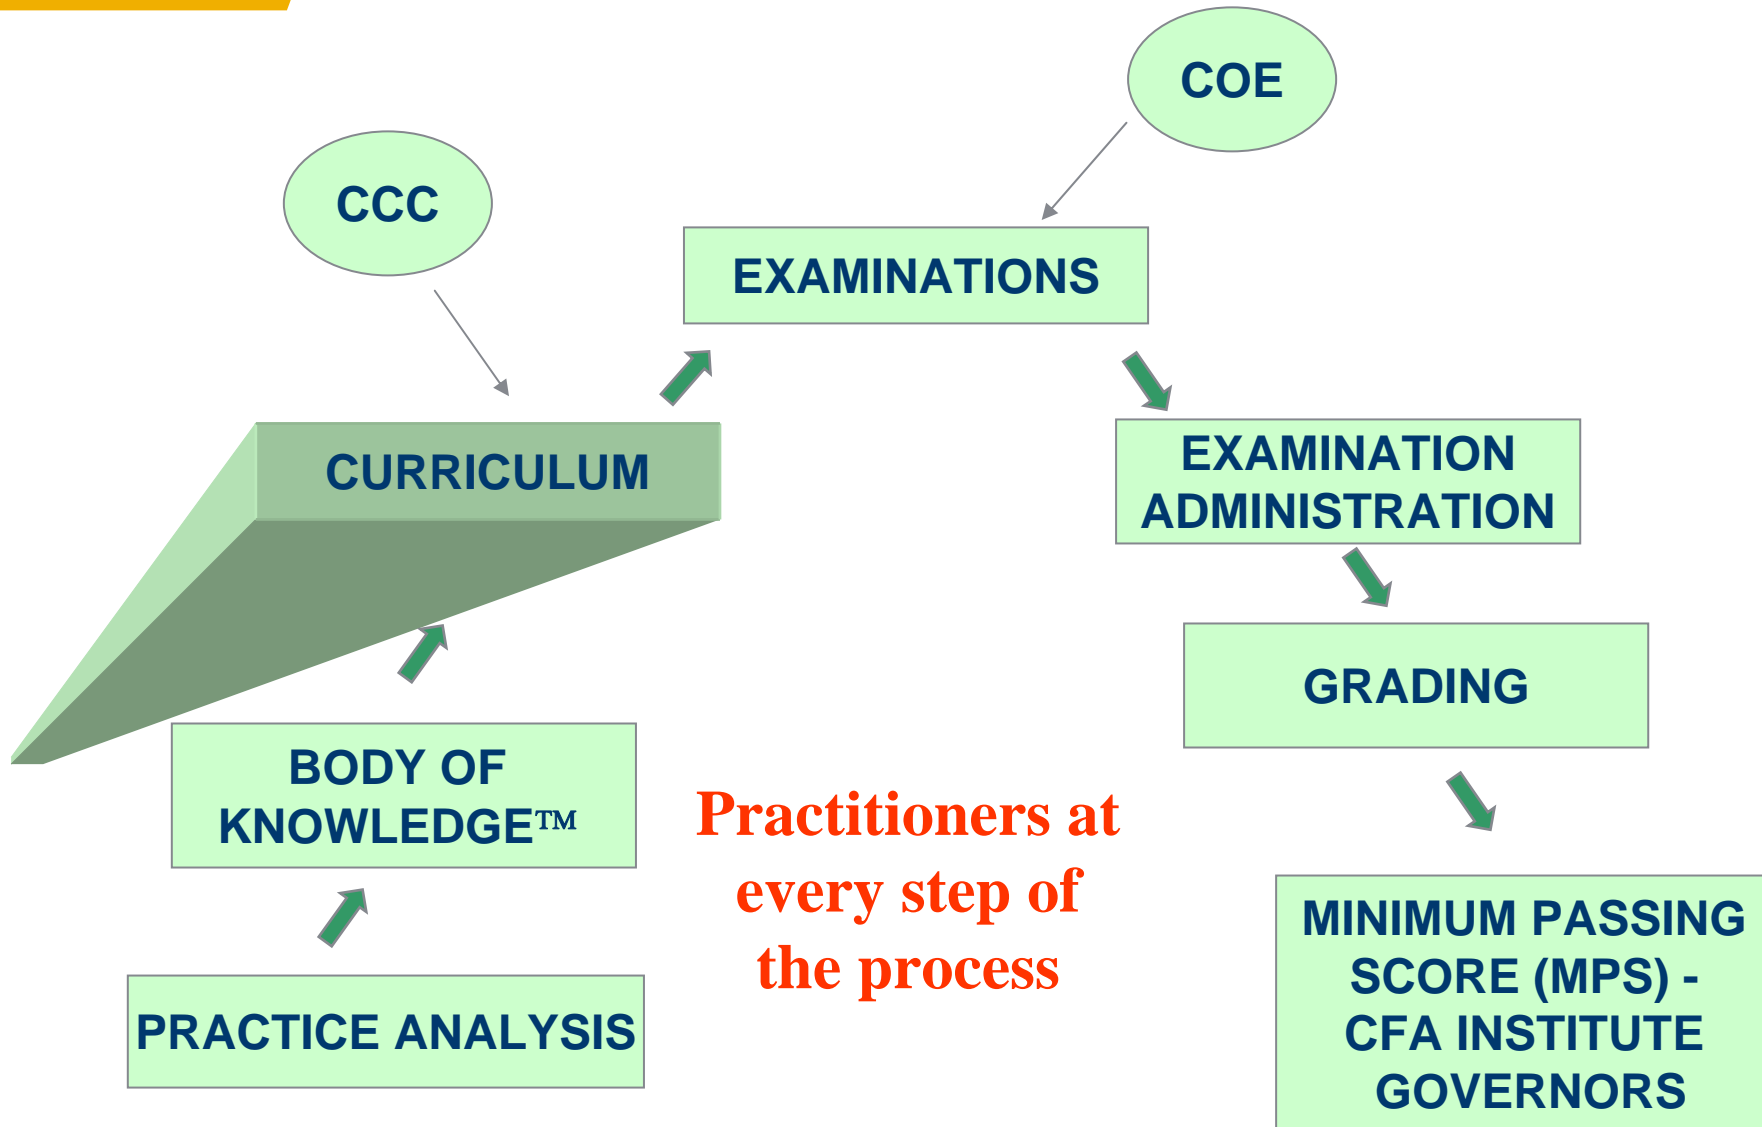 COE
CCC
EXAMINATIONS
CURRICULUM
EXAMINATION
ADMINISTRATION
GRADING
BODY OF
KNOWLEDGE™
Practitioners at
every step of
the process
MINIMUM PASSING
SCORE (MPS) -
CFA INSTITUTE
GOVERNORS
PRACTICE ANALYSIS